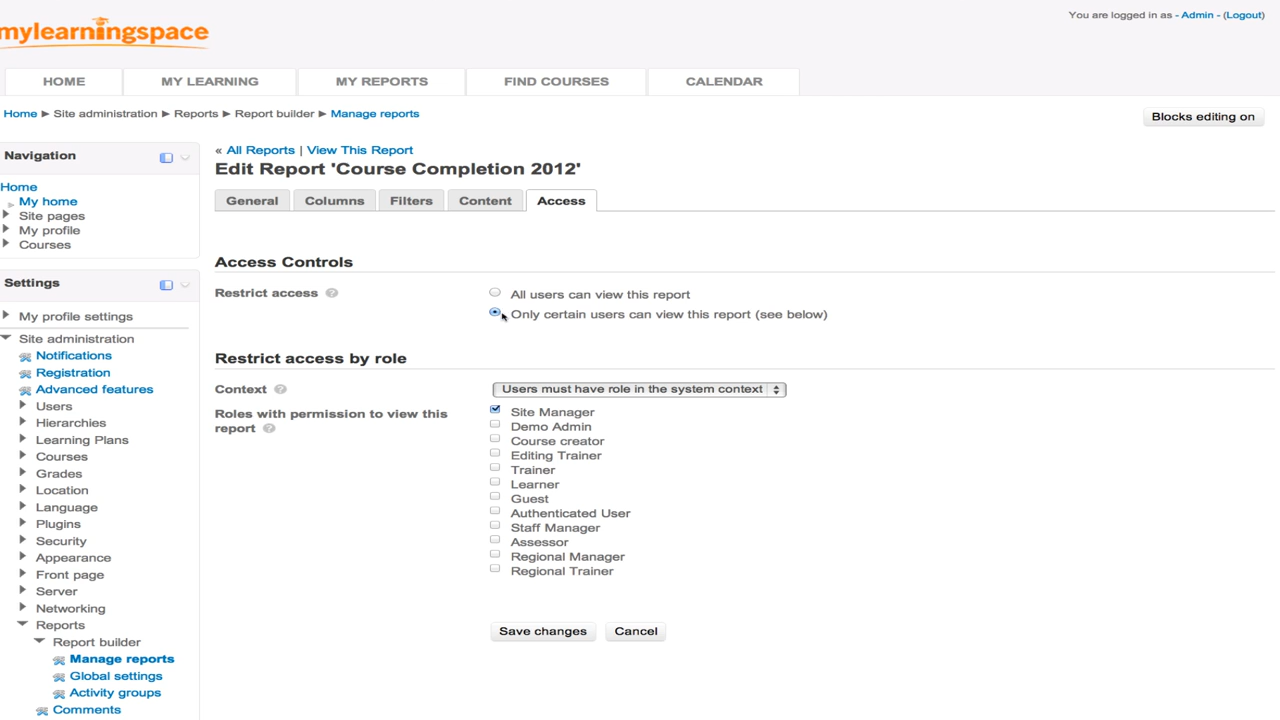 You are logged in as - Admin - (Logout)
mylearningspace
HOME
MY LEARNING
MY REPORTS
FIND COURSES
CALENDAR
Home ► Site administration ► Reports ► Report builder ► Manage reports
Blocks editing on
Navigation
Home
My home
Site pages
My profile
Courses
Settings
My profile settings
Site administration
Notifications
Registration
Advanced features
Users
Hierarchies
Learning Plans
Courses
Grades
Location
Language
Plugins
Security
Appearance
Front page
Server
Networking
Reports
Report builder
Manage reports
Global settings
Activity groups
Comments
« All Reports | View This Report
Edit Report 'Course Completion 2012'
General
Columns
Filters
Content
Access
Access Controls
Restrict access ?
All users can view this report
Only certain users can view this report (see below)
Restrict access by role
Context ?
Users must have role in the system context
Roles with permission to view this
report ?
Site Manager
Demo Admin
Course creator
Editing Trainer
Trainer
Learner
Guest
Authenticated User
Staff Manager
Assessor
Regional Manager
Regional Trainer
Save changes
Cancel